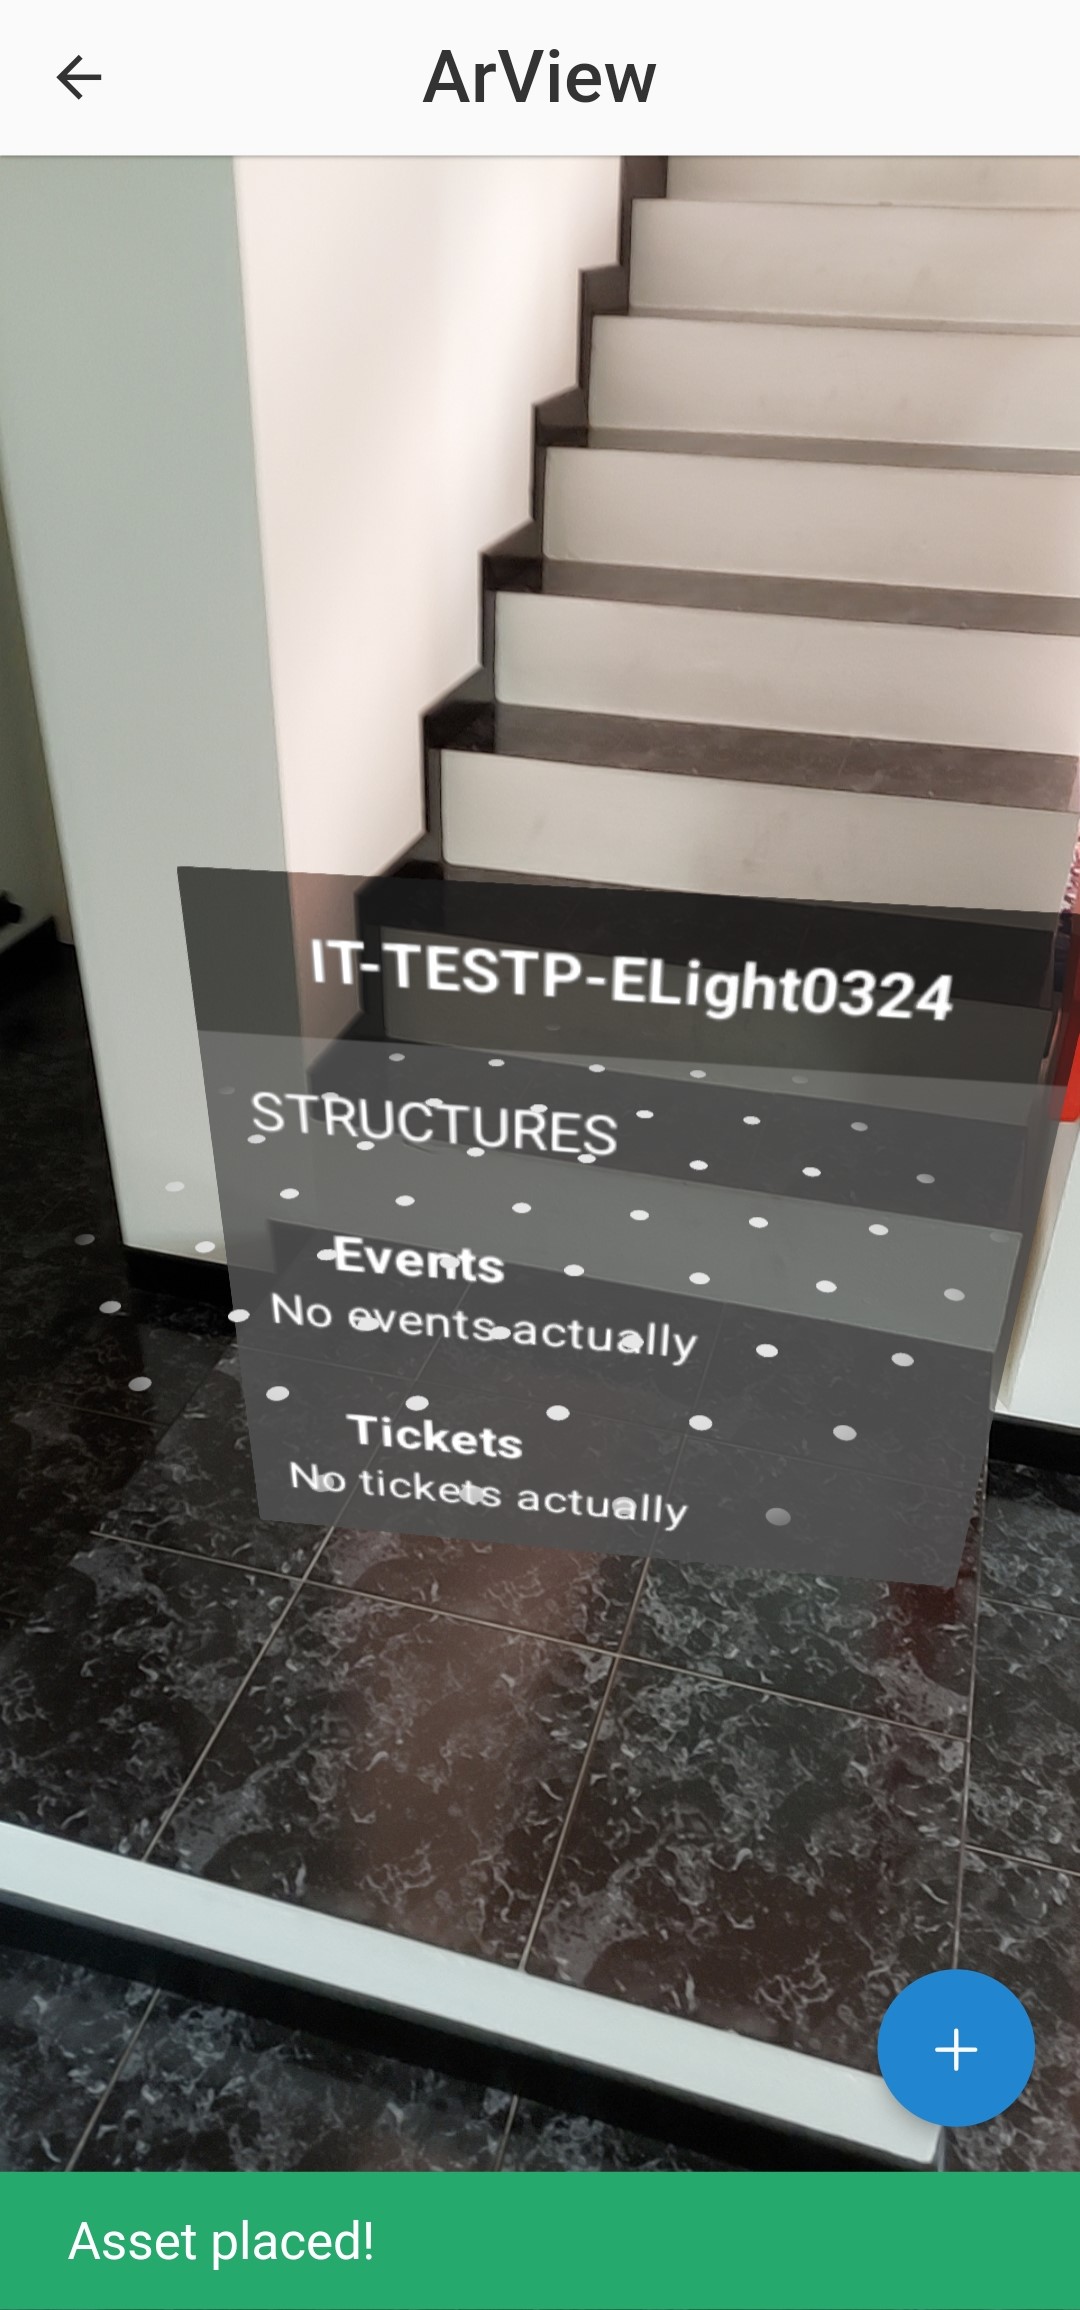 ArView
IT-TESTP-ELight0324
STRUCTURES
Events
No events actually
Tickets
No tickets actually
Asset placed!